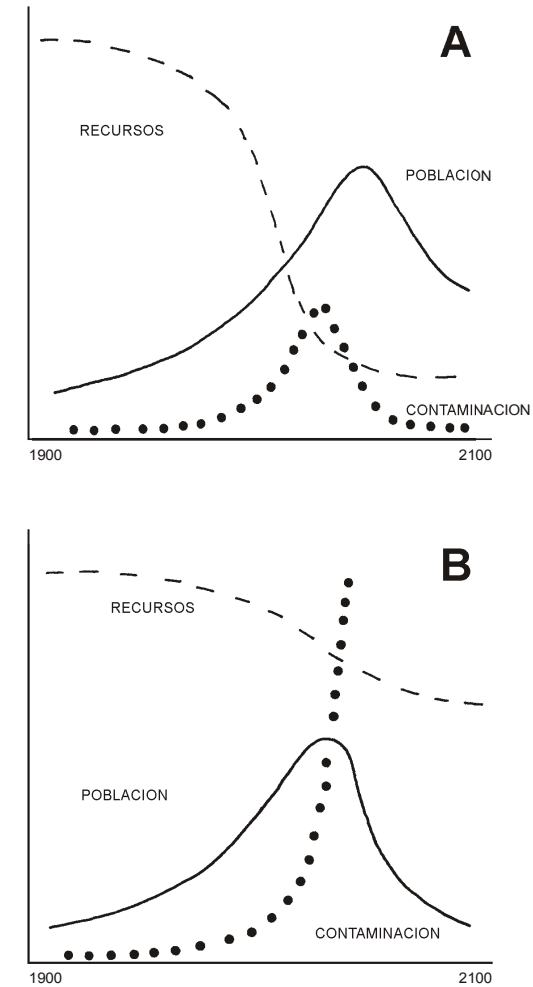 A
RECURSOS
POBLACION
CONTAMINACION
1900 2100
B
RECURSOS
POBLACION
CONTAMINACION
1900 2100